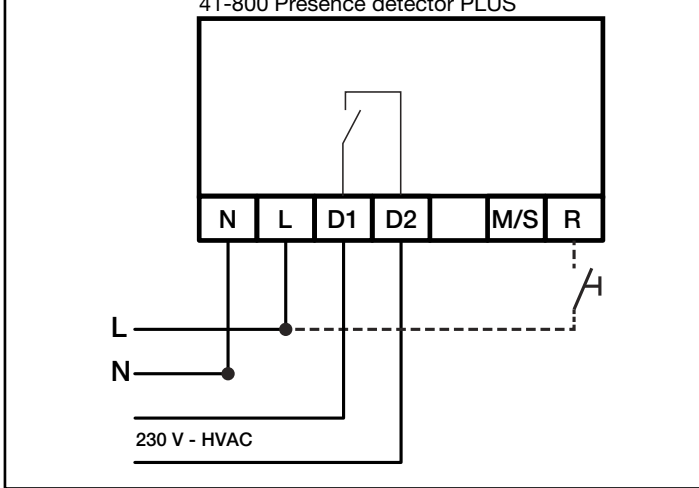 41-800 Presence detector PLUS
N L D1 D2 M/S R
L
N
230 V - HVAC